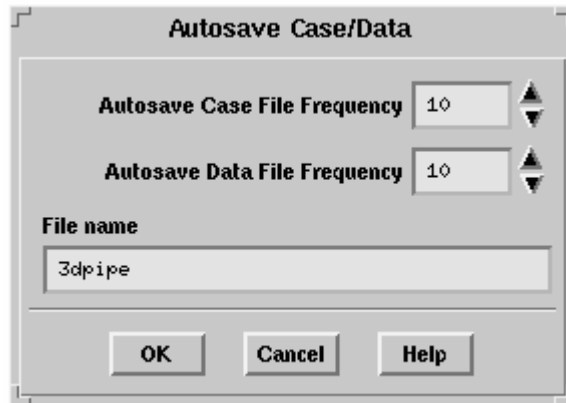 Autosave Case/Data
Autosave Case File Frequency 10
Autosave Data File Frequency 10
File name
3dpipe
OK Cancel Help